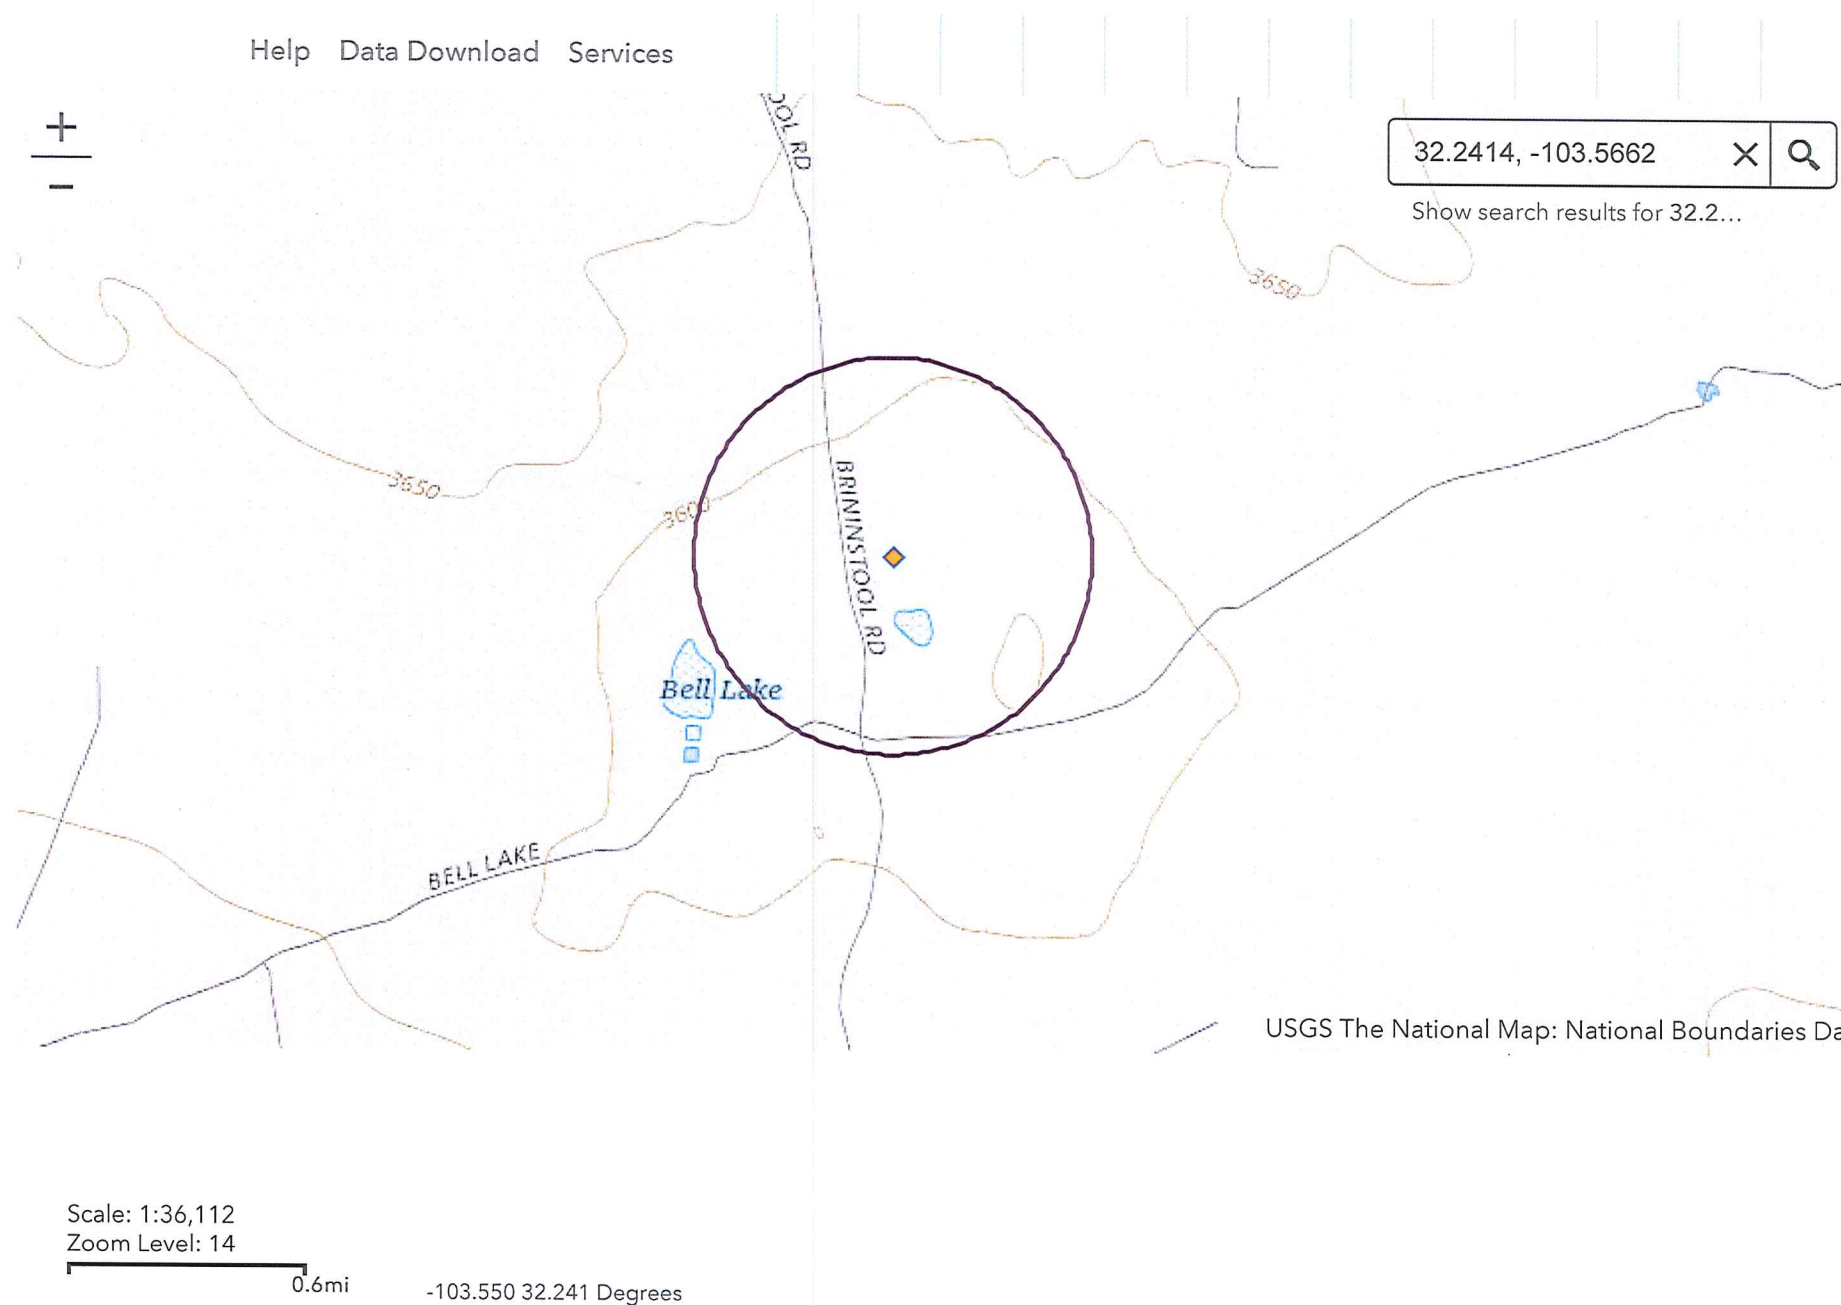 Help Data Download Services
+
−
OOL RD
32.2414, -103.5662
Show search results for 32.2...
3650
3650
3600
BRININSTOOL RD
Bell Lake
BELL LAKE
USGS The National Map: National Boundaries Da
Scale: 1:36,112
Zoom Level: 14
0.6mi
-103.550 32.241 Degrees